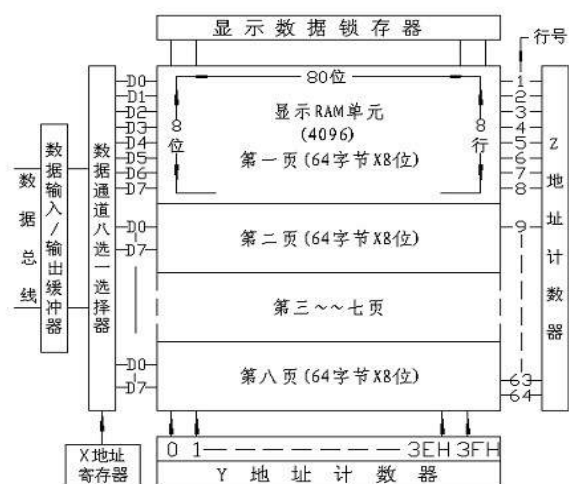 显示数据锁存器
行号
80位
D0
D1
D2
D3
D4
D5
D6
D7
8位
显示RAM单元
(4096)
第一页(64字节X8位)
8行
1
2
3
4
5
6
7
8
数据总线
数据输入/输出缓冲器
数据通道八选一选择器
Z地址计数器
D0
D7
第二页(64字节X8位)
9
第三～～七页
D0
D7
第八页(64字节X8位)
63
64
X地址
寄存器
0 1 3EH 3FH
Y地址计数器